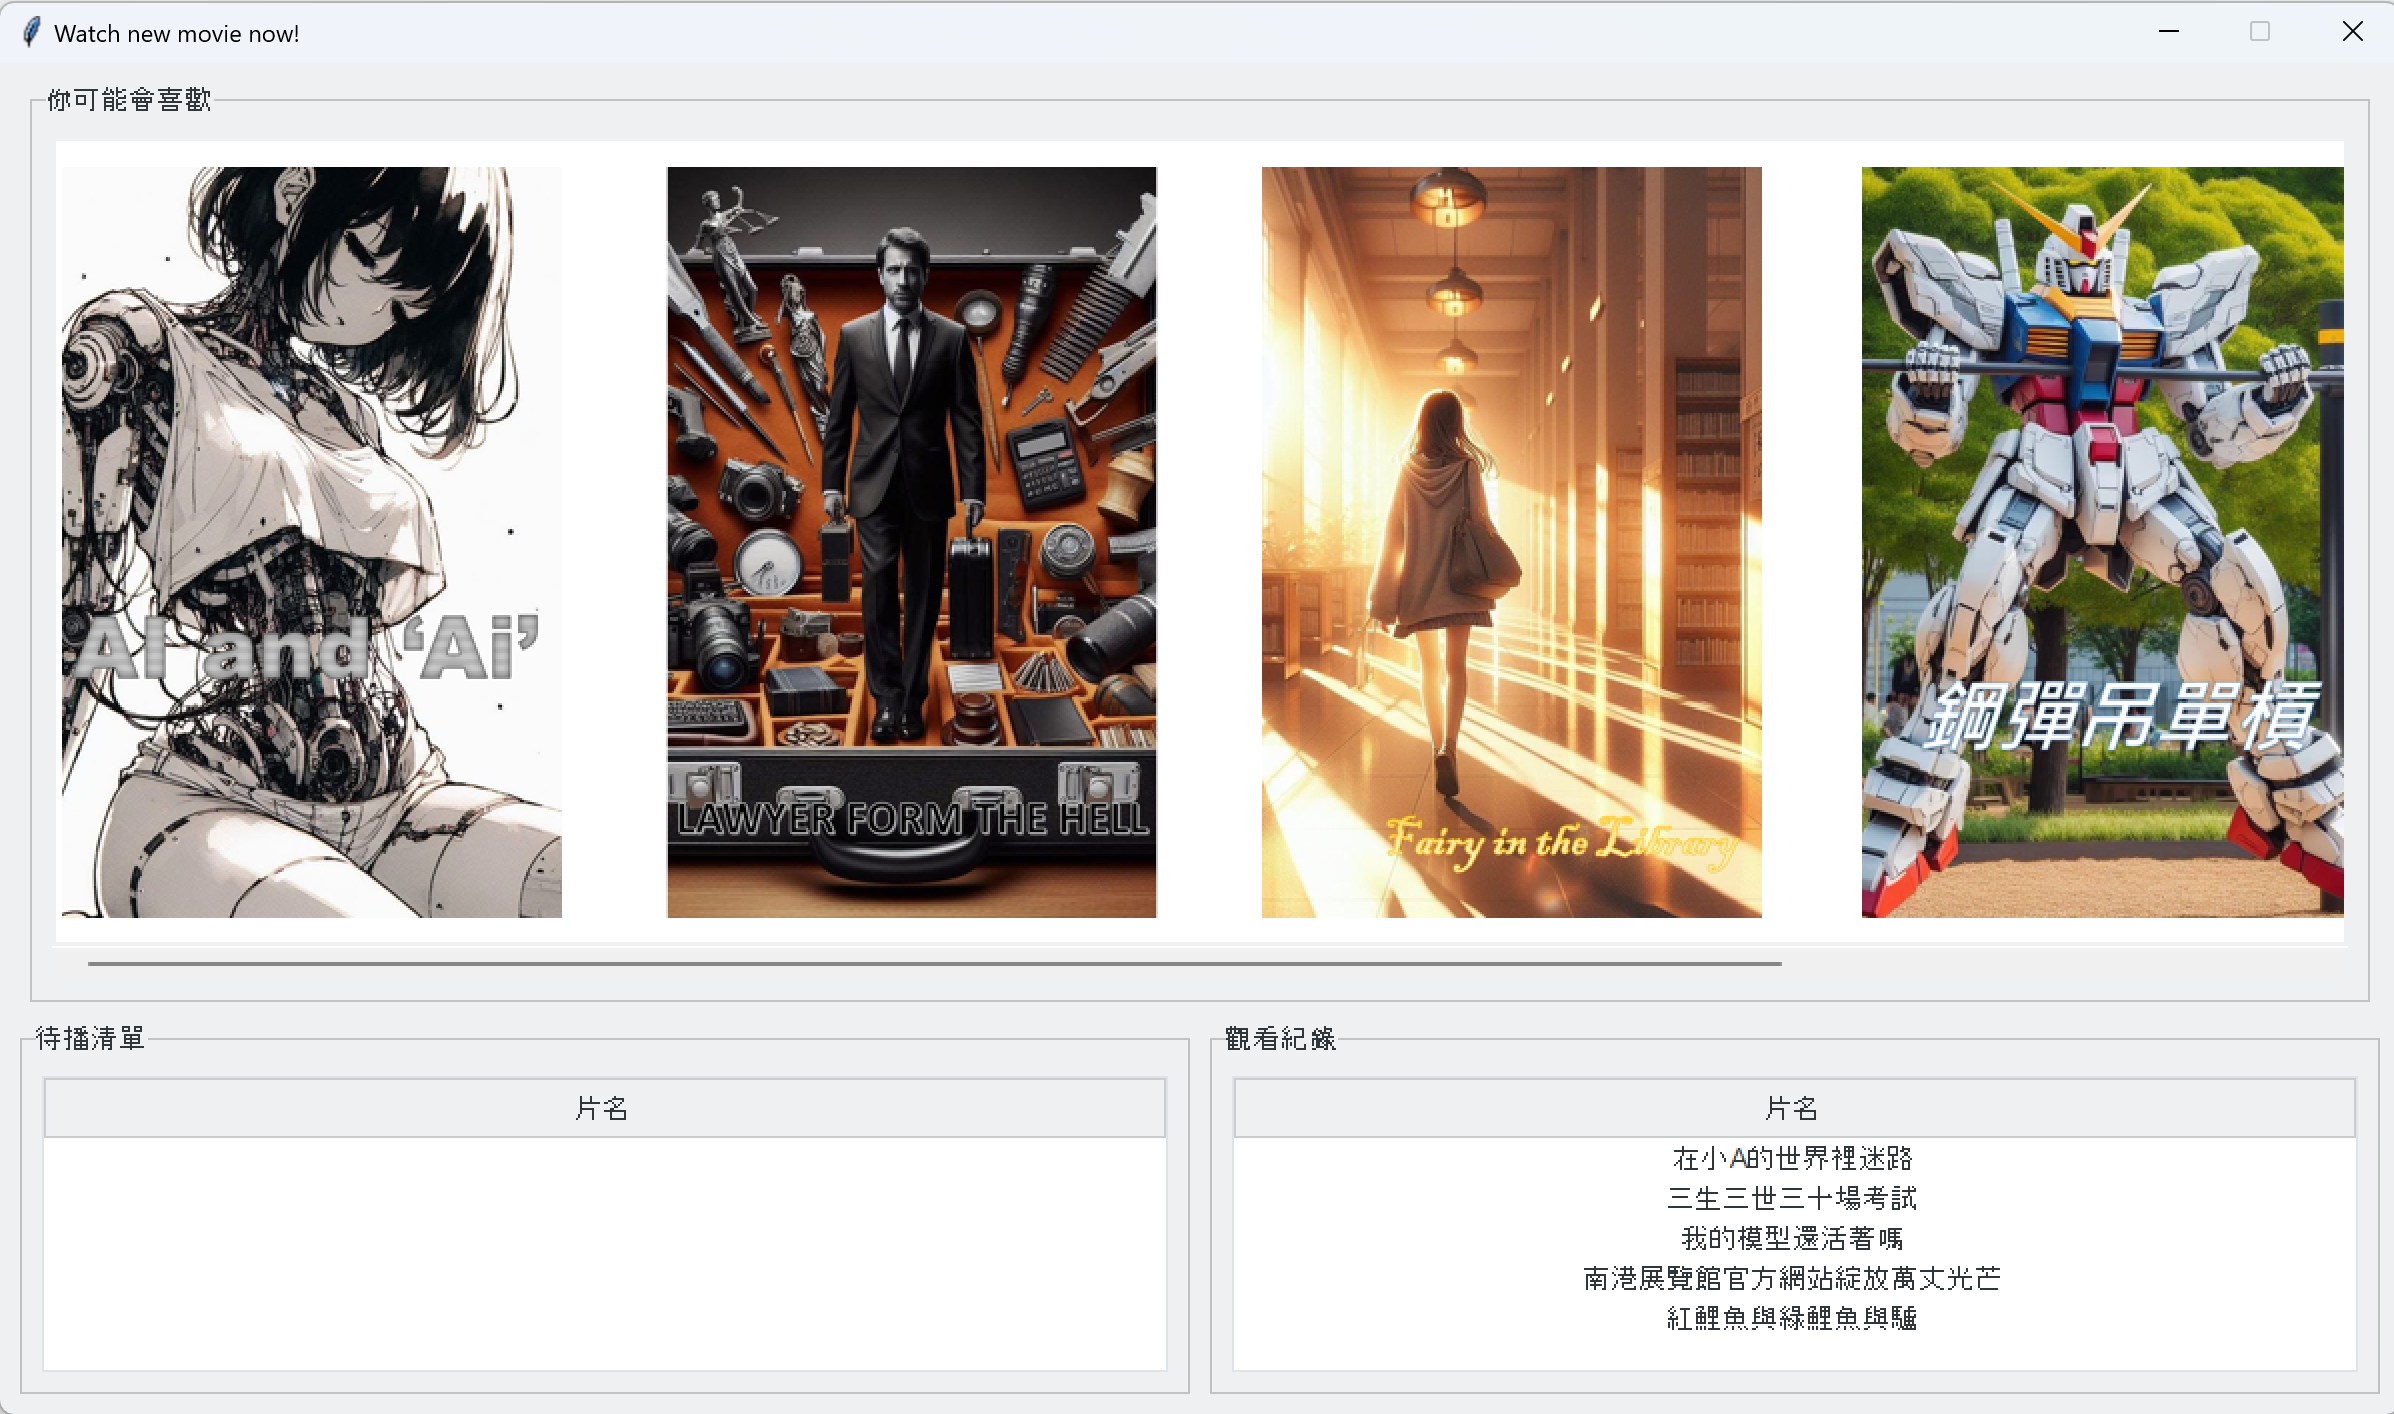 Watch new movie now!
你可能會喜歡
AI and ‘Ai’
LAWYER FORM THE HELL
Fairy in the Library
鋼彈吊單槓
待播清單
片名
觀看紀錄
片名
在小A的世界裡迷路
三生三世三十場考試
我的模型還活著嗎
南港展覽館官方網站綻放萬丈光芒
紅鯉魚與綠鯉魚與驢